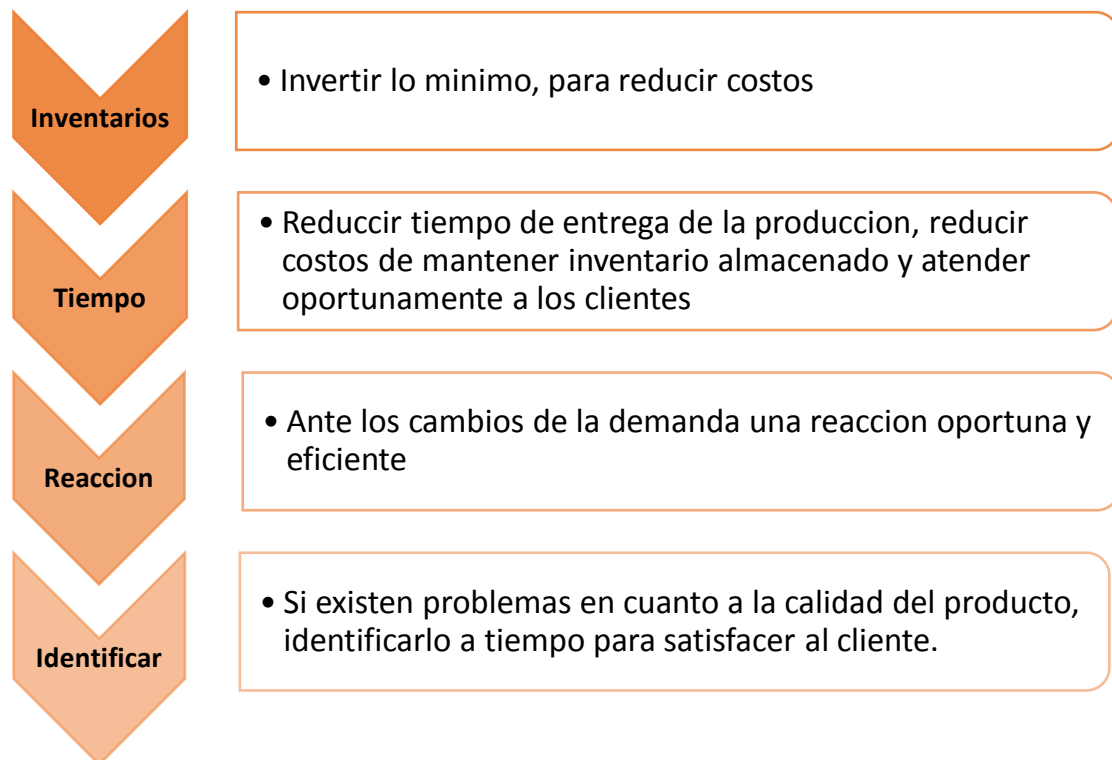 Inventarios
• Invertir lo minimo, para reducir costos
Tiempo
• Reduccir tiempo de entrega de la produccion, reducir
costos de mantener inventario almacenado y atender
oportunamente a los clientes
Reaccion
• Ante los cambios de la demanda una reaccion oportuna y
eficiente
Identificar
• Si existen problemas en cuanto a la calidad del producto,
identificarlo a tiempo para satisfacer al cliente.